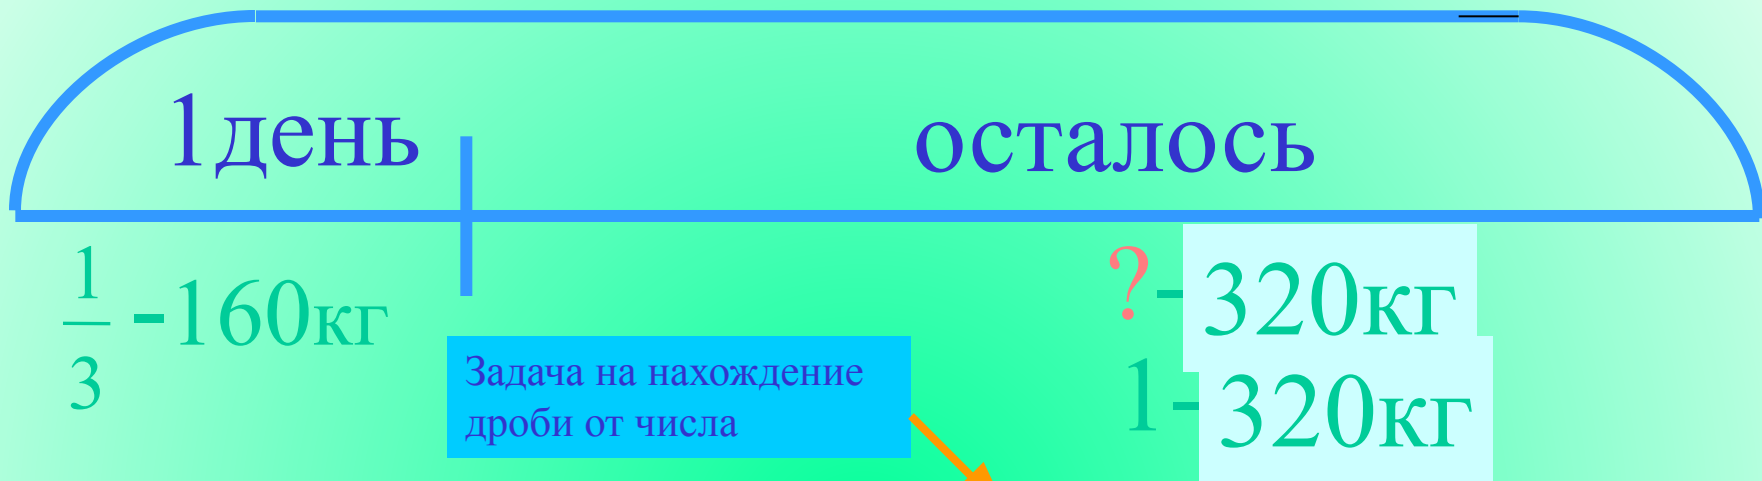 1день осталось
1/3 -160кг ?- 320кг
1- 320кг
Задача на нахождение
дроби от числа